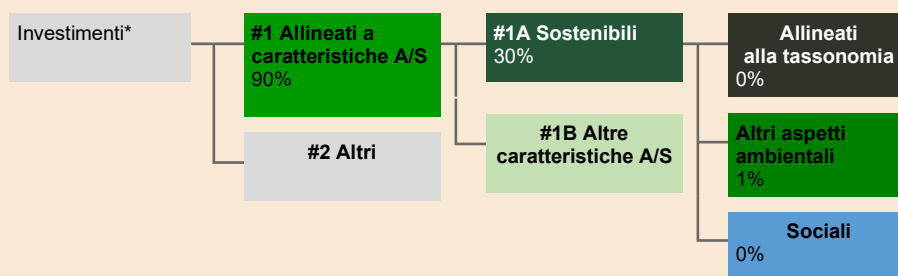 Investimenti*
#1 Allineati a
caratteristiche A/S
90%
#2 Altri
#1A Sostenibili
30%
#1B Altre
caratteristiche A/S
Allineati
alla tassonomia
0%
Altri aspetti
ambientali
1%
Sociali
0%